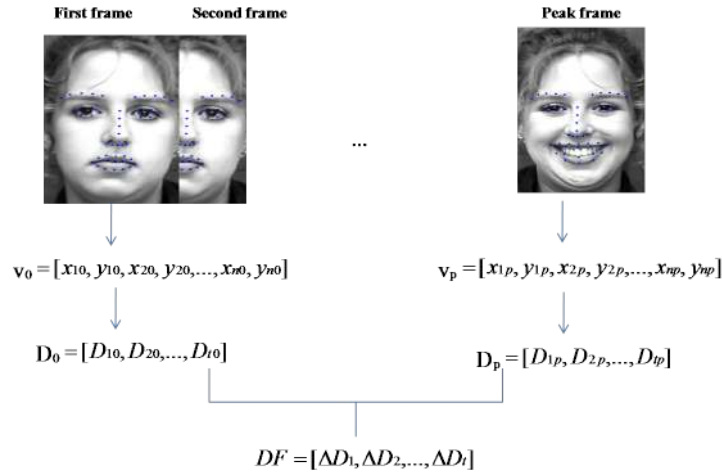 First frame Second frame Peak frame
...
v₀ = [x₁₀, y₁₀, x₂₀, y₂₀,..., xₙ₀, yₙ₀] vₚ = [x₁ₚ, y₁ₚ, x₂ₚ, y₂ₚ,..., xₙₚ, yₙₚ]
D₀ = [D₁₀, D₂₀,..., Dₜ₀] Dₚ = [D₁ₚ, D₂ₚ,..., Dₜₚ]
DF = [ΔD₁, ΔD₂,..., ΔDₜ]